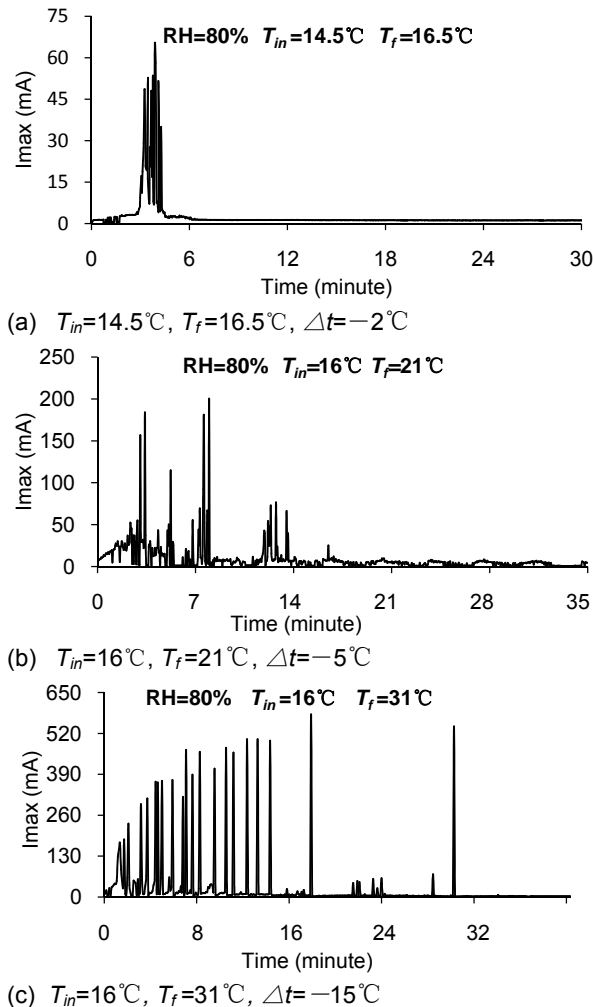 75
RH=80% Tin=14.5℃ Tf=16.5℃
60
45
30
15
0
Imax (mA)
0 6 12 18 24 30
Time (minute)
(a) Tin=14.5℃, Tf=16.5℃, △t=－2℃
250
RH=80% Tin=16℃ Tf=21℃
200
150
100
50
0
Imax (mA)
0 7 14 21 28 35
Time (minute)
(b) Tin=16℃, Tf=21℃, △t=－5℃
650
RH=80% Tin=16℃ Tf=31℃
520
390
260
130
0
Imax (mA)
0 8 16 24 32
Time (minute)
(c) Tin=16℃, Tf=31℃, △t=－15℃